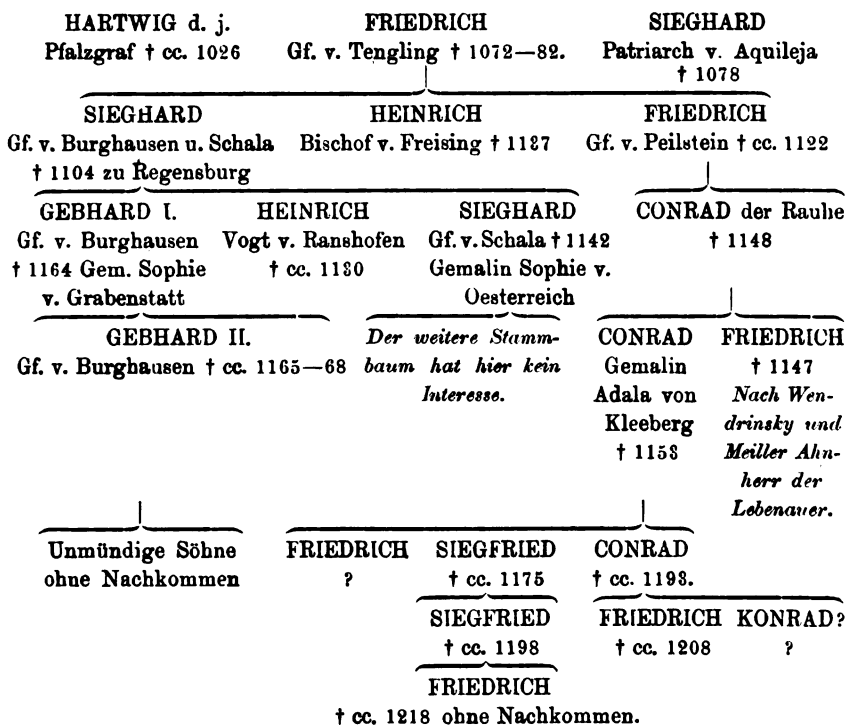 HARTWIG d. j. FRIEDRICH SIEGHARD
Pfalzgraf † cc. 1026 Gf. v. Tengling † 1072—82. Patriarch v. Aquileja
† 1078
SIEGHARD HEINRICH FRIEDRICH
Gf. v. Burghausen u. Schala Bischof v. Freising † 1137 Gf. v. Peilstein † cc. 1122
† 1104 zu Regensburg
GEBHARD I. HEINRICH SIEGHARD CONRAD der Rauhe
Gf. v. Burghausen Vogt v. Ranshofen Gf. v. Schala † 1142 † 1148
† 1164 Gem. Sophie † cc. 1130 Gemalin Sophie v.
v. Grabenstatt Oesterreich
GEBHARD II. Der weitere Stamm- CONRAD FRIEDRICH
Gf. v. Burghausen † cc. 1165—68 baum hat hier kein Gemalin † 1147
Interesse. Adala von Nach Wen-
Kleeberg drinsky und
† 1153 Meiller Ahn-
herr der
Lebenauer.
Unmündige Söhne FRIEDRICH SIEGFRIED CONRAD
ohne Nachkommen ? † cc. 1175 † cc. 1193.
SIEGFRIED FRIEDRICH KONRAD?
† cc. 1198 † cc. 1208 ?
FRIEDRICH
† cc. 1218 ohne Nachkommen.